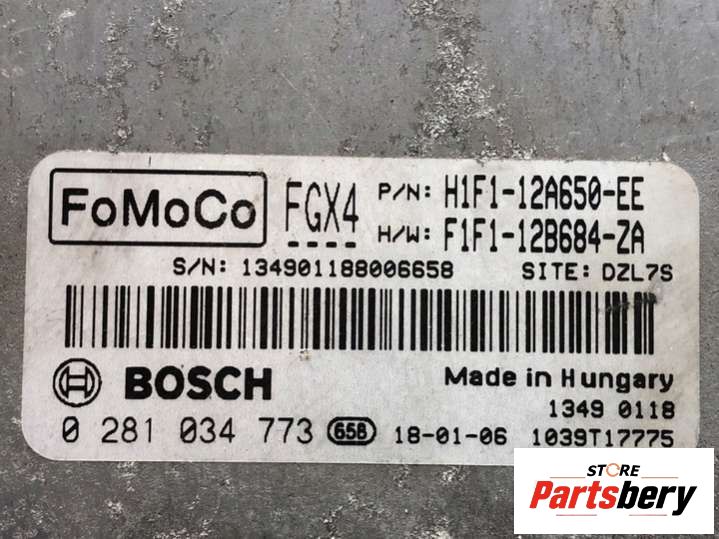 FoMoCo FGX4 P/N: H1F1-12A650-EE
H/W: F1F1-12B684-ZA
S/N: 134901188006658 SITE: DZL7S
BOSCH Made in Hungary
1349 0118
0 281 034 773 658 18-01-06 1039T17775
STORE
Partsbery